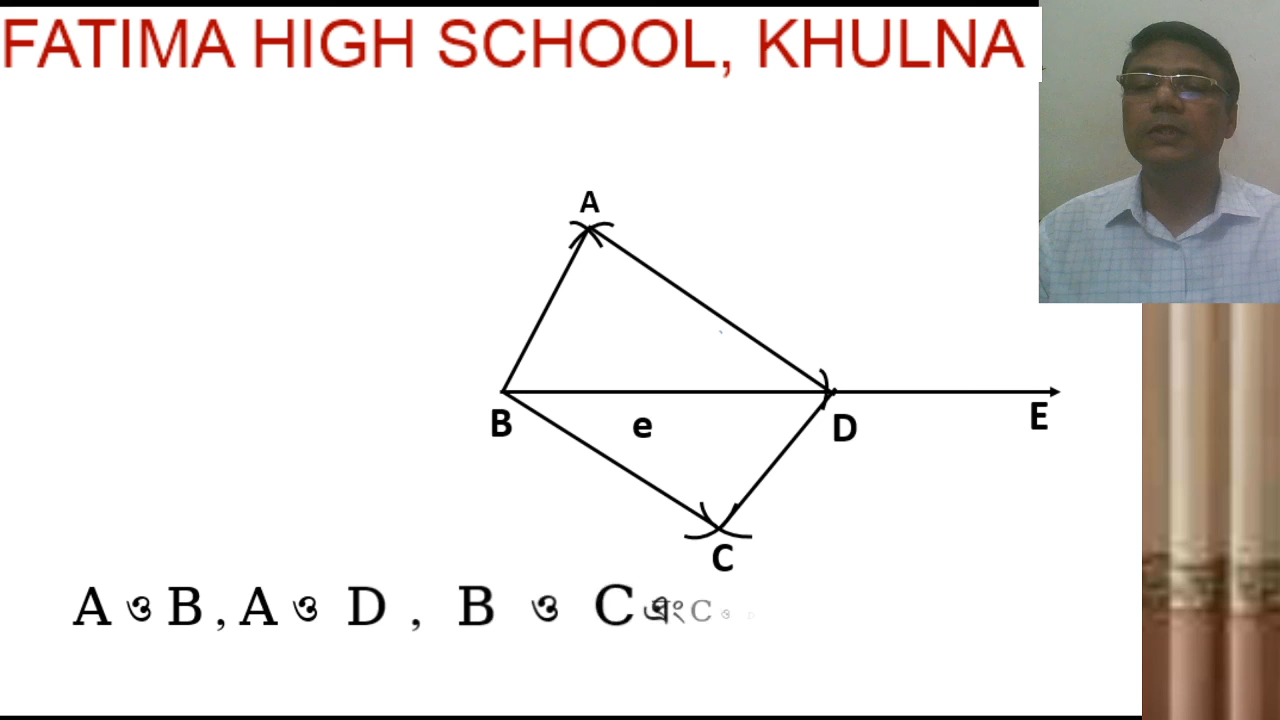 FATIMA HIGH SCHOOL, KHULNA
A
B
e
D
E
C
A ও B , A ও D , B ও C এবং C ও D